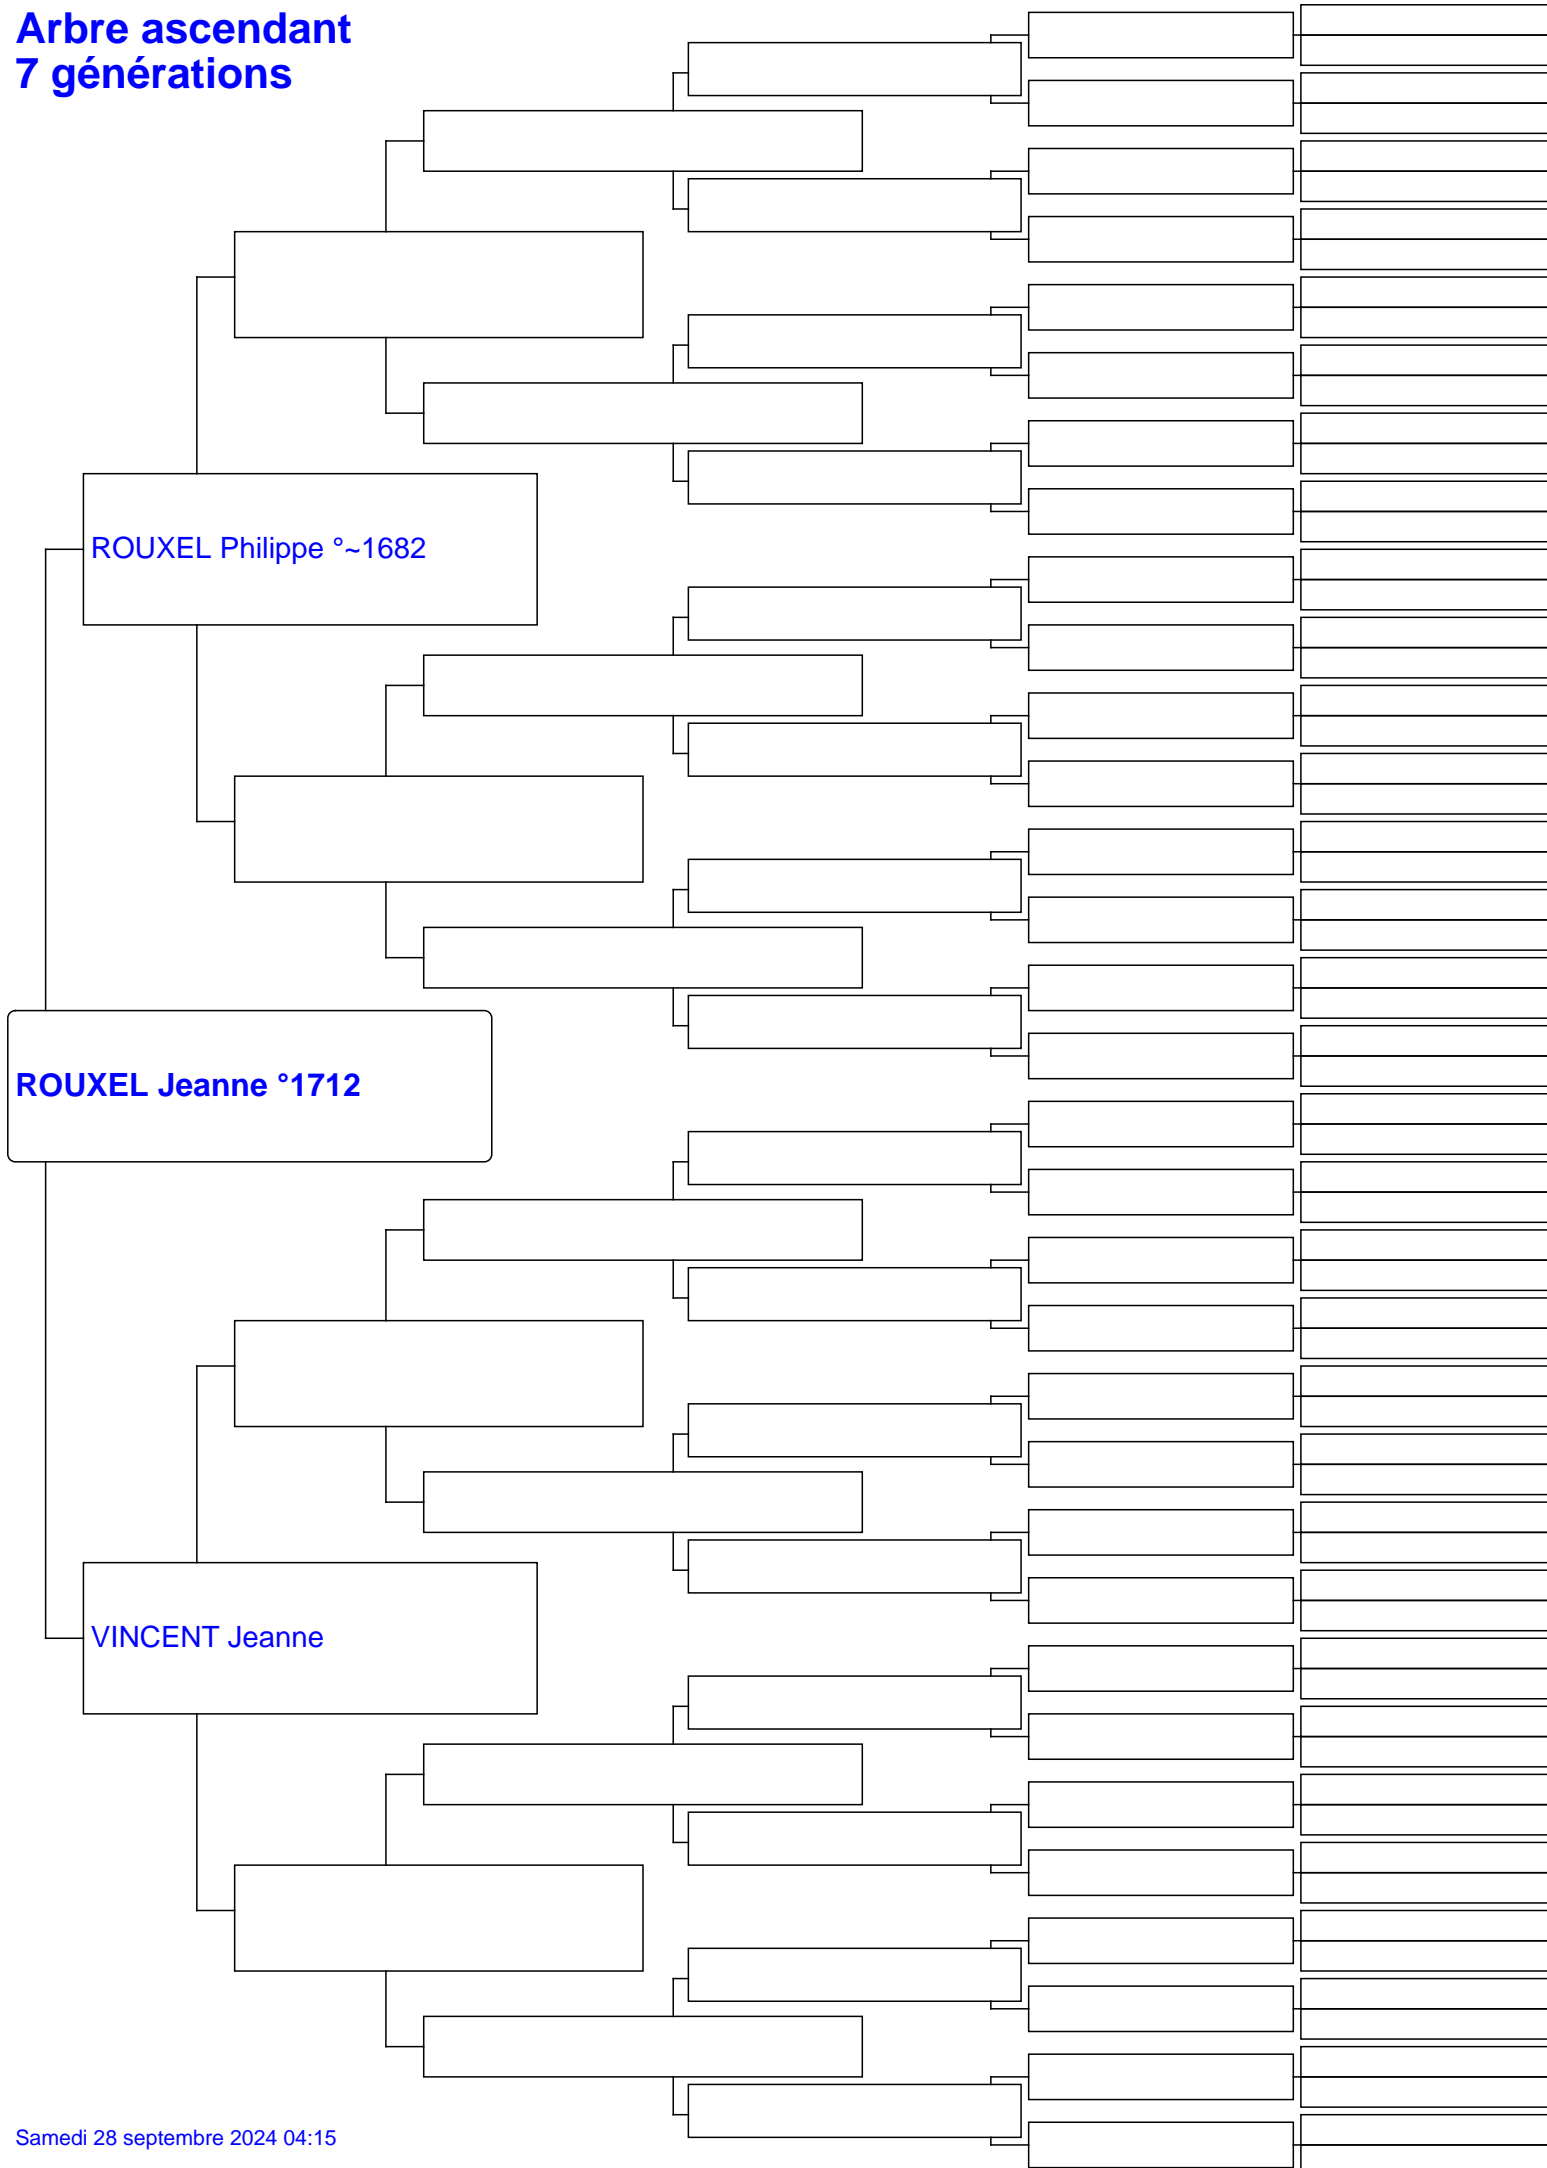 Arbre ascendant
7 générations
ROUXEL Philippe °~1682
ROUXEL Jeanne °1712
VINCENT Jeanne
Samedi 28 septembre 2024 04:15